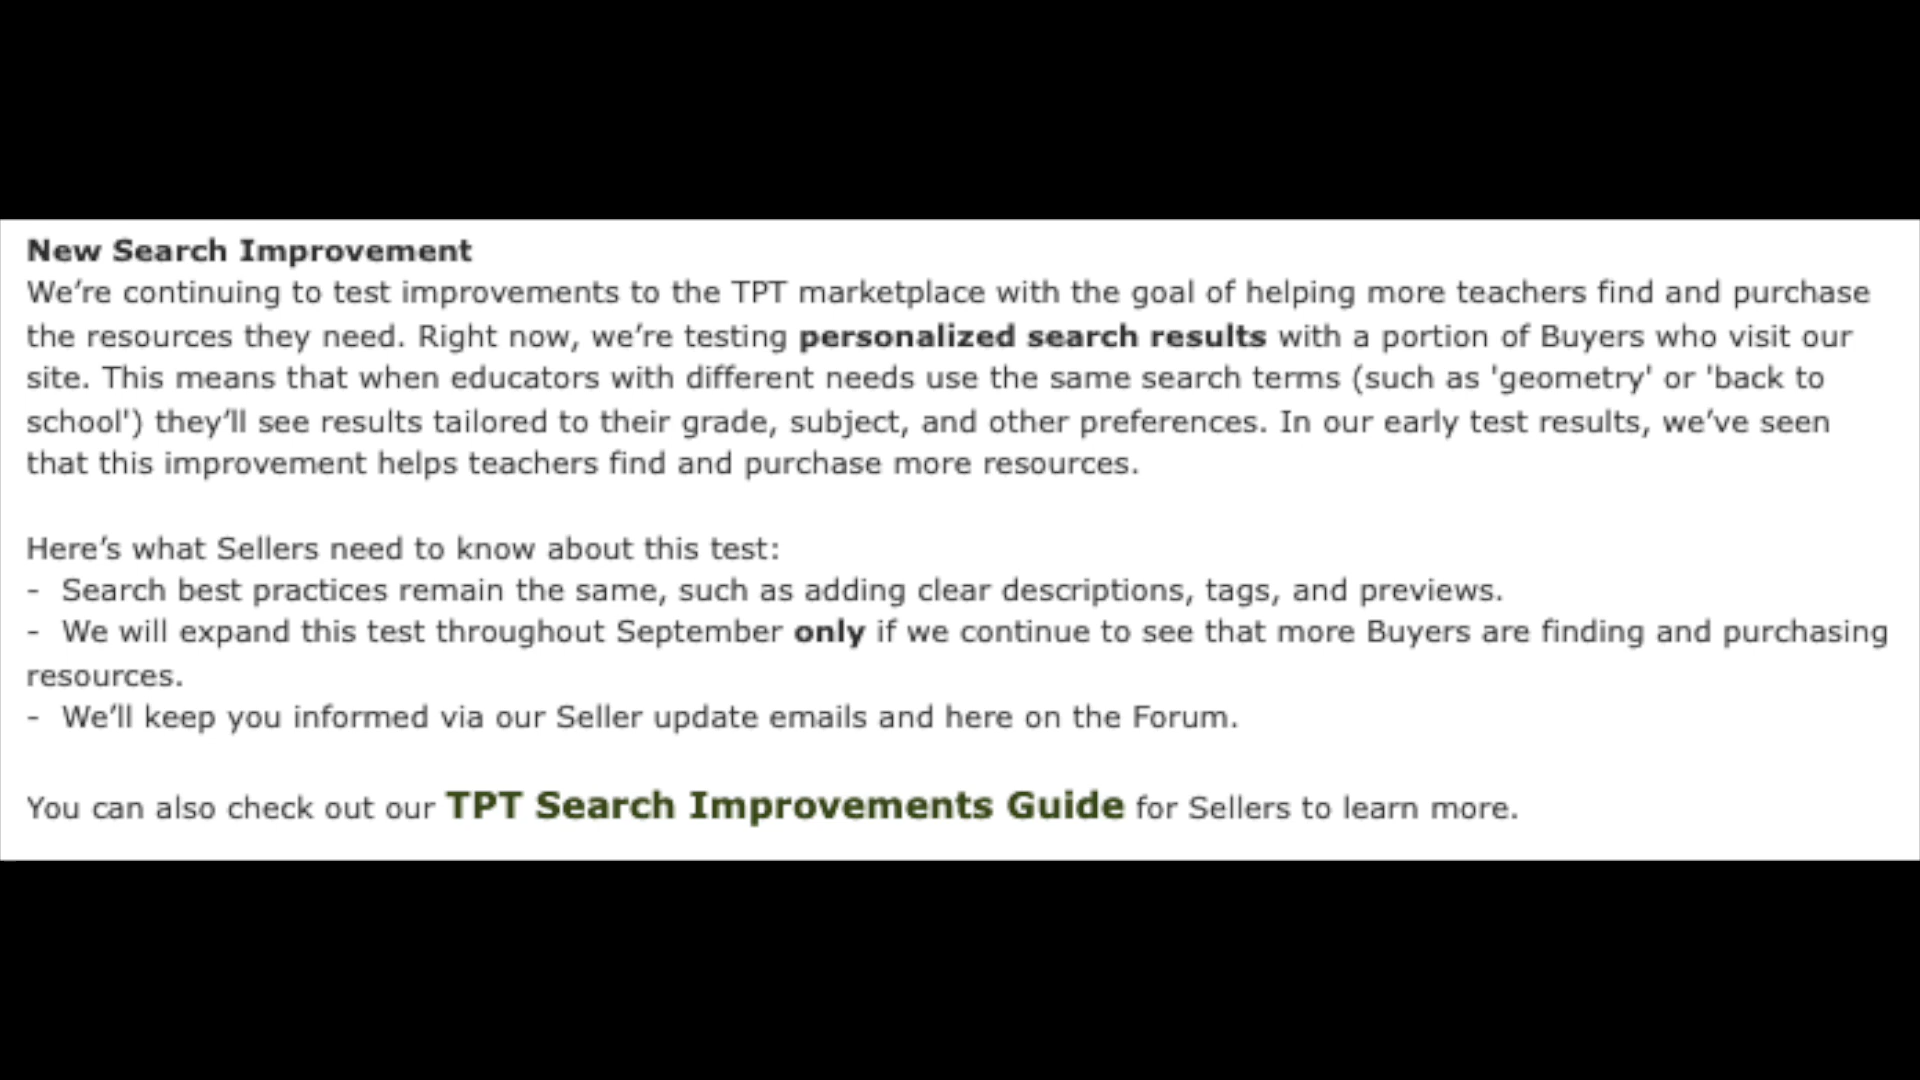 New Search Improvement
We’re continuing to test improvements to the TPT marketplace with the goal of helping more teachers find and purchase
the resources they need. Right now, we’re testing personalized search results with a portion of Buyers who visit our
site. This means that when educators with different needs use the same search terms (such as 'geometry' or 'back to
school') they’ll see results tailored to their grade, subject, and other preferences. In our early test results, we’ve seen
that this improvement helps teachers find and purchase more resources.
Here’s what Sellers need to know about this test:
- Search best practices remain the same, such as adding clear descriptions, tags, and previews.
- We will expand this test throughout September only if we continue to see that more Buyers are finding and purchasing
resources.
- We’ll keep you informed via our Seller update emails and here on the Forum.
You can also check out our TPT Search Improvements Guide for Sellers to learn more.